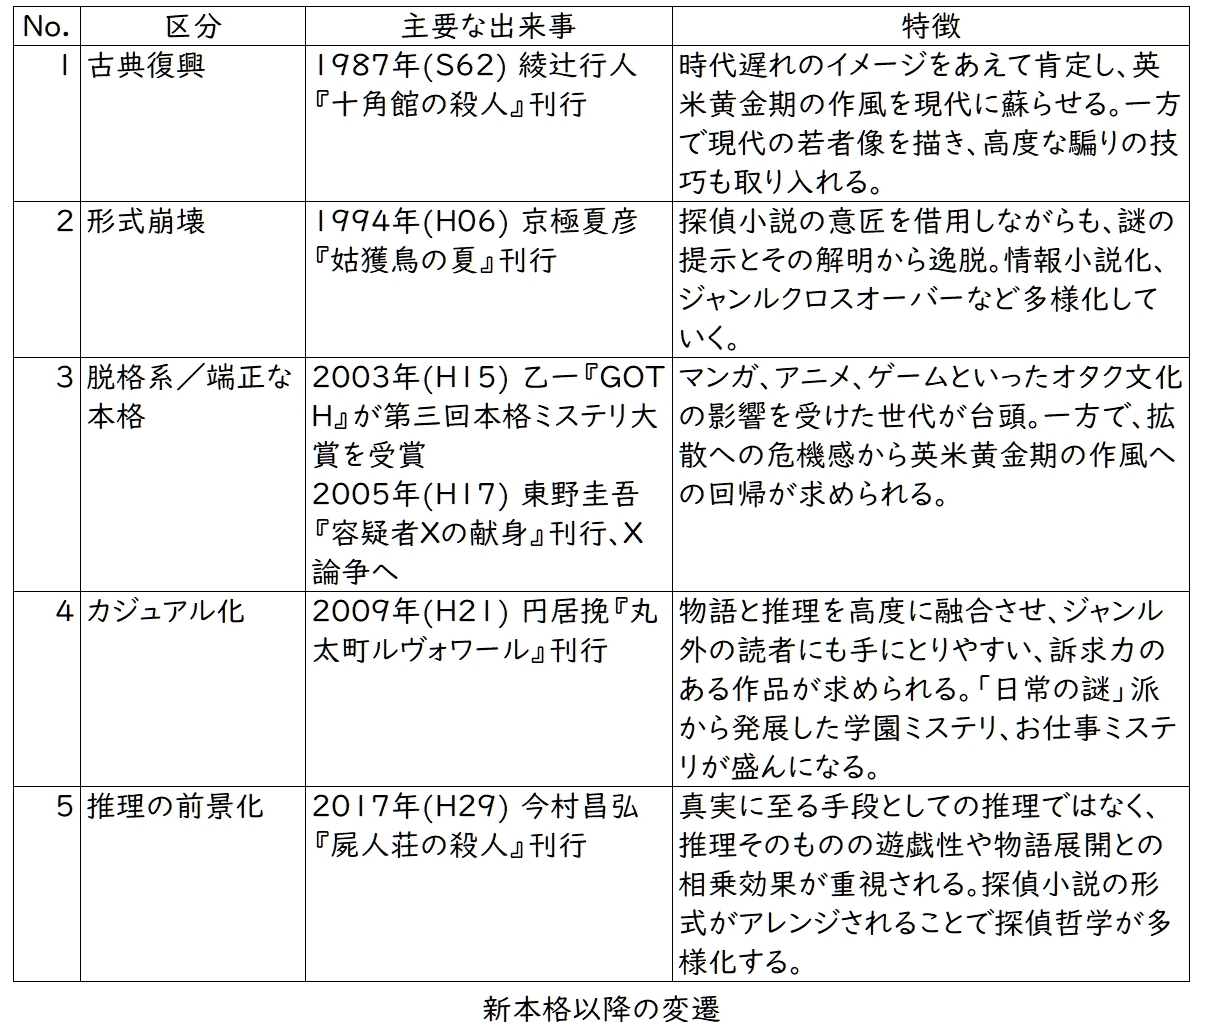 No. 区分 主要な出来事 特徴
1 古典復興 1987年(S62) 綾辻行人 時代遅れのイメージをあえて肯定し、英
『十角館の殺人』刊行 米黄金期の作風を現代に蘇らせる。一方
で現代の若者像を描き、高度な騙りの技
巧も取り入れる。
2 形式崩壊 1994年(H06) 京極夏彦 探偵小説の意匠を借用しながらも、謎の
『姑獲鳥の夏』刊行 提示とその解明から逸脱。情報小説化、
ジャンルクロスオーバーなど多様化して
いく。
3 脱格系／端正な 2003年(H15) 乙一『GOT マンガ、アニメ、ゲームといったオタク文化
本格 H』が第三回本格ミステリ大 の影響を受けた世代が台頭。一方で、拡
賞を受賞 散への危機感から英米黄金期の作風へ
2005年(H17) 東野圭吾 の回帰が求められる。
『容疑者Xの献身』刊行、X
論争へ
4 カジュアル化 2009年(H21) 円居挽『丸 物語と推理を高度に融合させ、ジャンル
太町ルヴォワール』刊行 外の読者にも手にとりやすい、訴求力の
ある作品が求められる。「日常の謎」派
から発展した学園ミステリ、お仕事ミステ
リが盛んになる。
5 推理の前景化 2017年(H29) 今村昌弘 真実に至る手段としての推理ではなく、
『屍人荘の殺人』刊行 推理そのものの遊戯性や物語展開との
相乗効果が重視される。探偵小説の形
式がアレンジされることで探偵哲学が多
様化する。
新本格以降の変遷